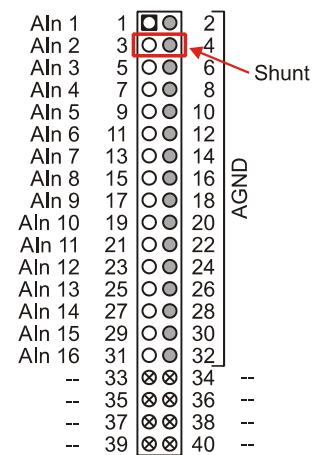 AIn 1 1 2
AIn 2 3 4
AIn 3 5 6
Shunt
AIn 4 7 8
AIn 5 9 10
AIn 6 11 12
AIn 7 13 14
AIn 8 15 16
AIn 9 17 18
AIn 10 19 20
AIn 11 21 22
AIn 12 23 24
AIn 13 25 26
AIn 14 27 28
AIn 15 29 30
AIn 16 31 32
AGND
-- 33 34 --
-- 35 36 --
-- 37 38 --
-- 39 40 --